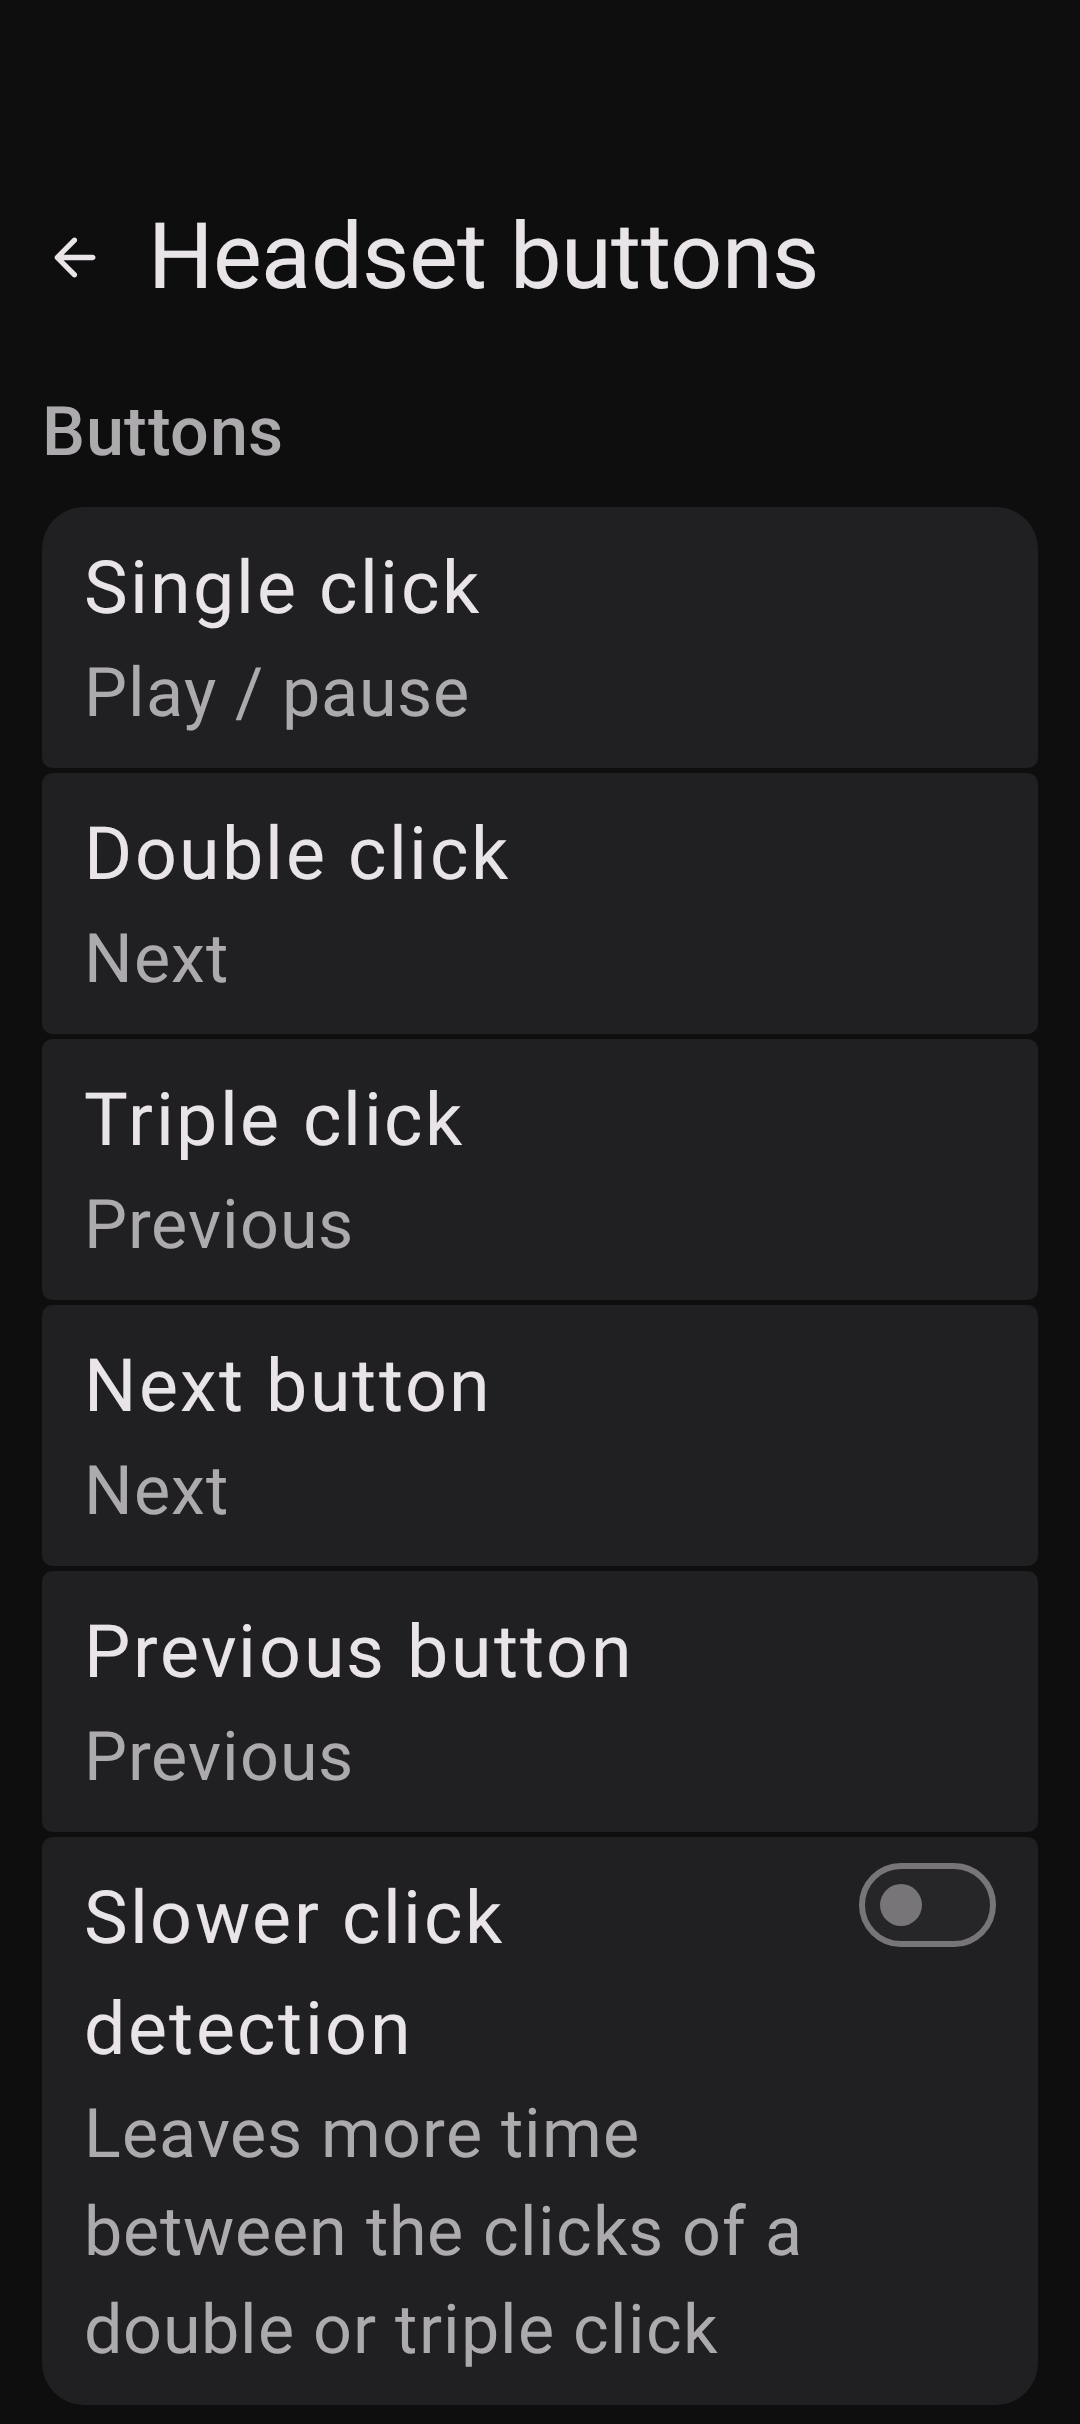 Headset buttons
Buttons
Single click
Play / pause
Double click
Next
Triple click
Previous
Next button
Next
Previous button
Previous
Slower click
detection
Leaves more time
between the clicks of a
double or triple click